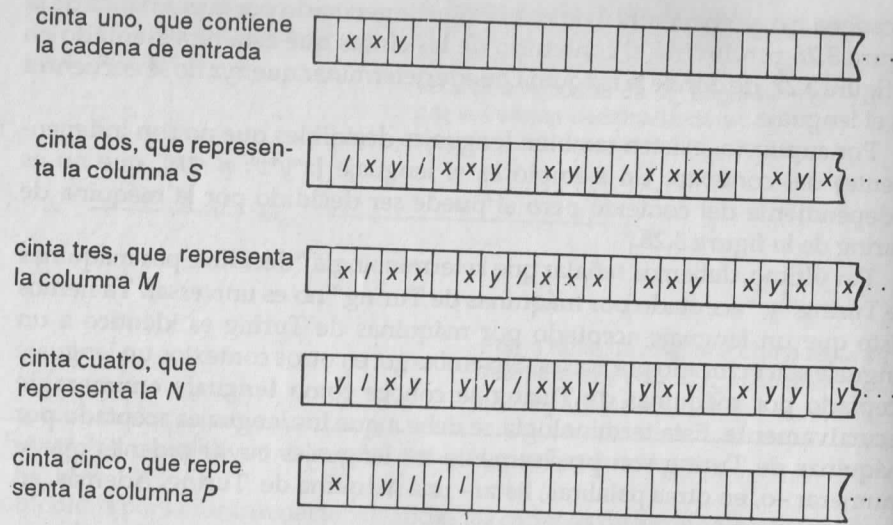 cinta uno, que contiene
la cadena de entrada
x x y
cinta dos, que represen-
ta la columna S
/ x y / x x y x y y / x x x y x y x
cinta tres, que representa
la columna M
x / x x x y / x x x x x y x y x x
cinta cuatro, que
representa la N
y / x y y y / x x y y x y x y y y
cinta cinco, que repre
senta la columna P
x y / / /